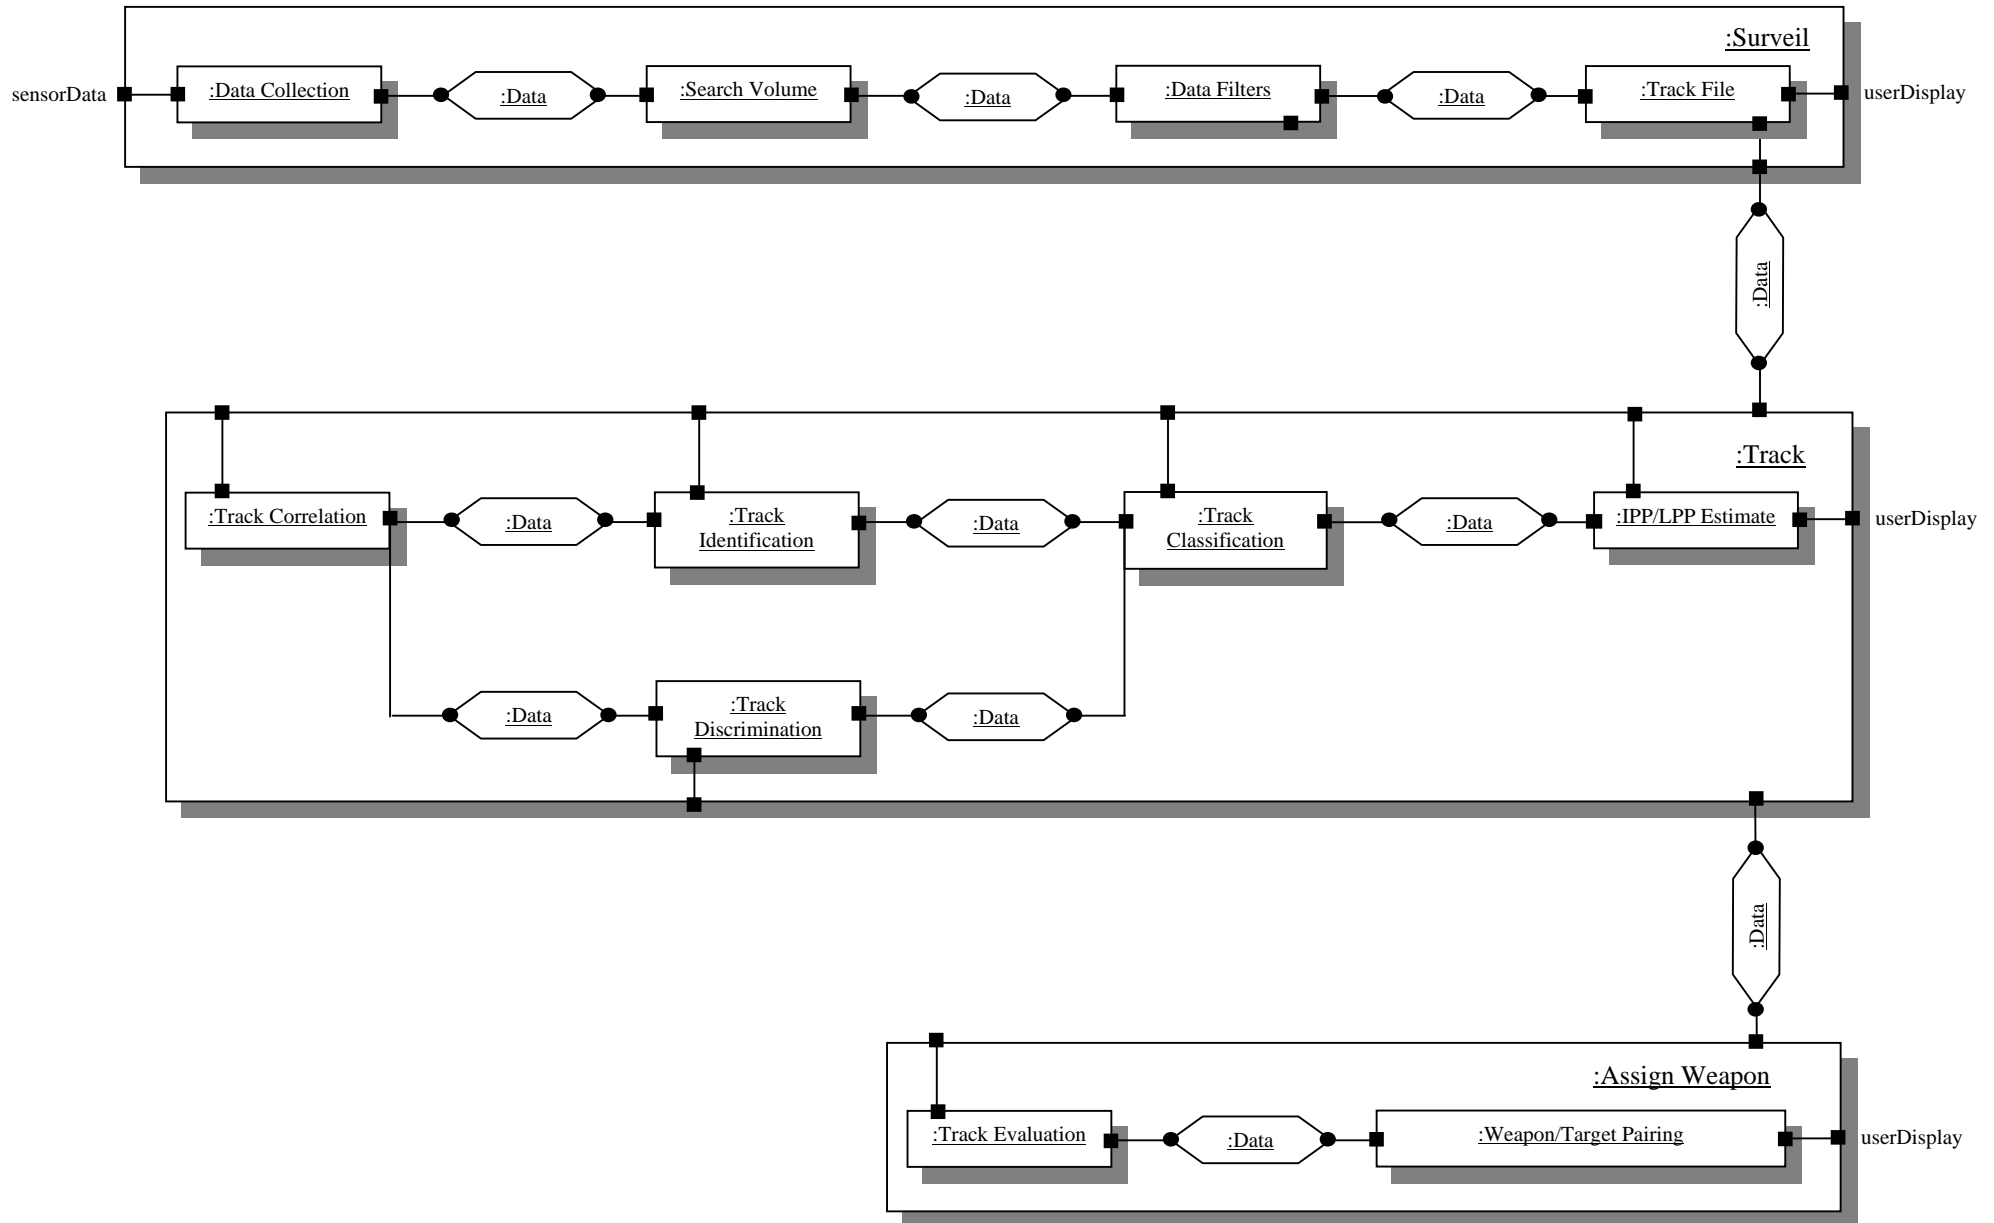 :Surveil
sensorData
:Data Collection
:Data
:Search Volume
:Data
:Data Filters
:Data
:Track File
userDisplay
:Data
:Track
:Track Correlation
:Data
:Track
Identification
:Data
:Track
Classification
:Data
:IPP/LPP Estimate
userDisplay
:Data
:Track
Discrimination
:Data
:Data
:Assign Weapon
:Track Evaluation
:Data
:Weapon/Target Pairing
userDisplay